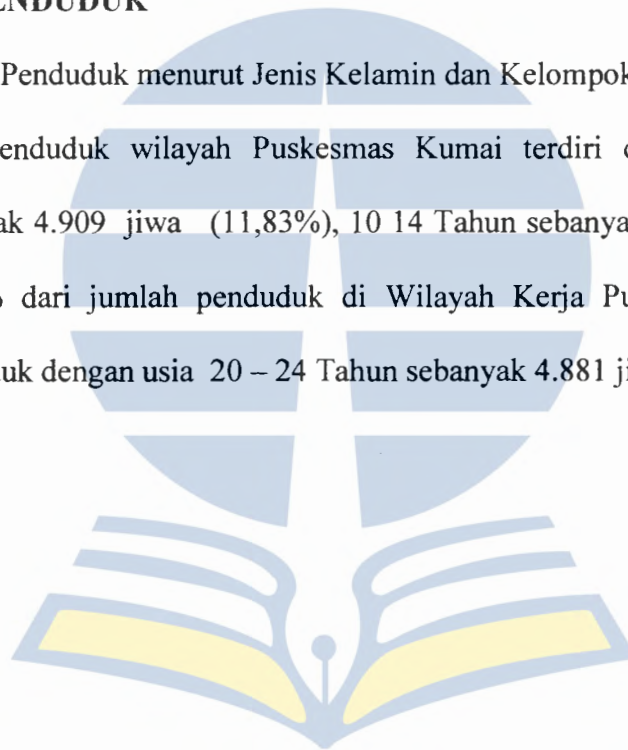 Penduduk menurut Jenis Kelamin dan Kelompok
enduduk wilayah Puskesmas Kumai terdiri
ak 4.909 jiwa (11,83%), 10 14 Tahun sebanya
dari jumlah penduduk di Wilayah Kerja Pu
uk dengan usia 20 – 24 Tahun sebanyak 4.881 ji